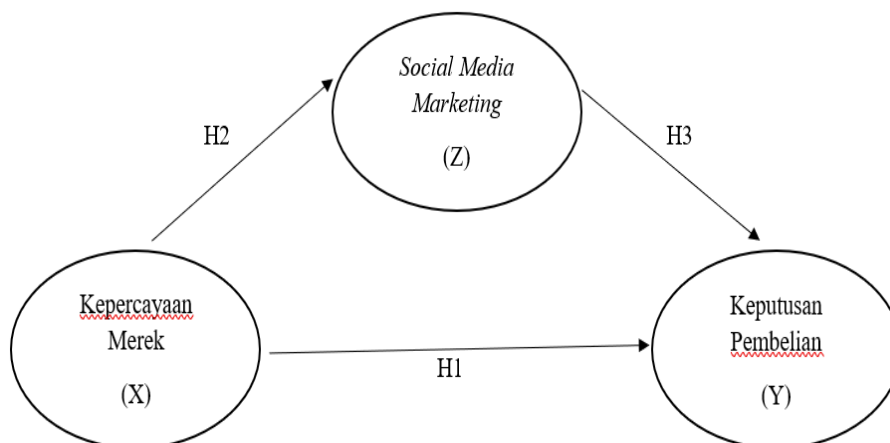 Social Media
Marketing
(Z)
H2
H3
Kepercayaan
Merek
(X)
H1
Keputusan
Pembelian
(Y)